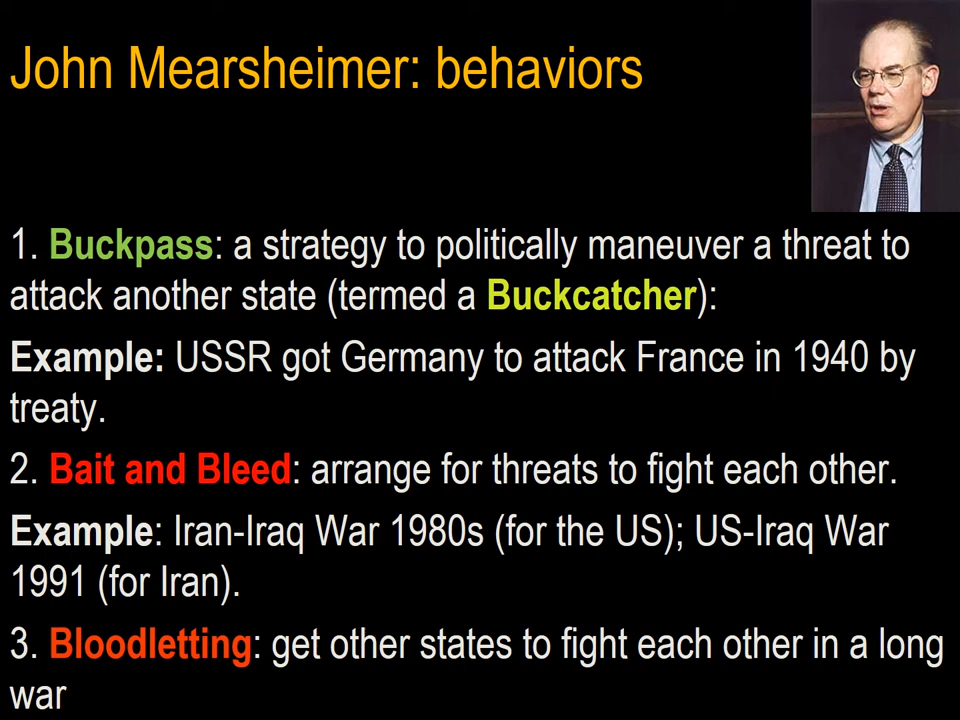 John Mearsheimer: behaviors
1. Buckpass: a strategy to politically maneuver a threat to
attack another state (termed a Buckcatcher):
Example: USSR got Germany to attack France in 1940 by
treaty.
2. Bait and Bleed: arrange for threats to fight each other.
Example: Iran-Iraq War 1980s (for the US); US-Iraq War
1991 (for Iran).
3. Bloodletting: get other states to fight each other in a long
war